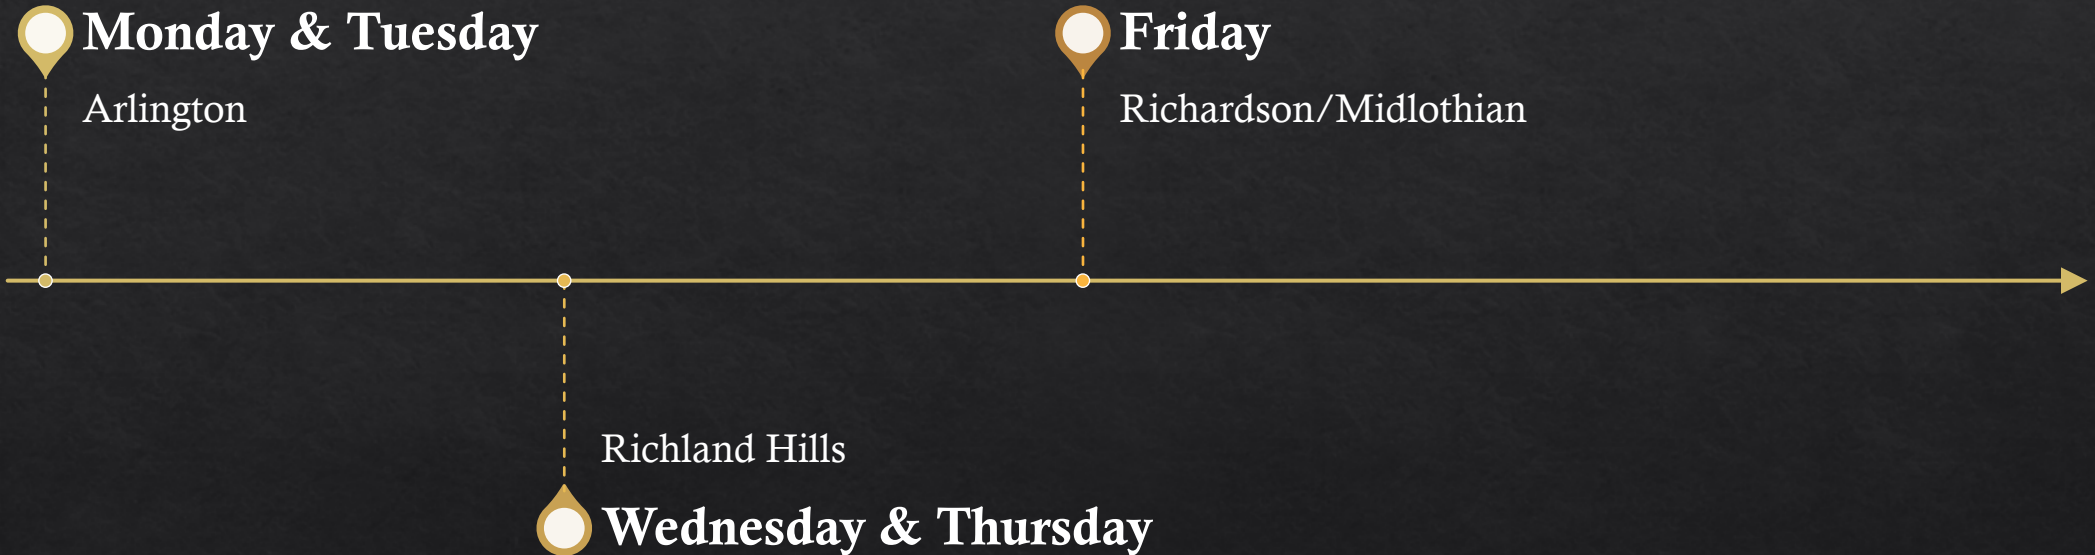 Monday & Tuesday
Arlington
Friday
Richardson/Midlothian
Richland Hills
Wednesday & Thursday